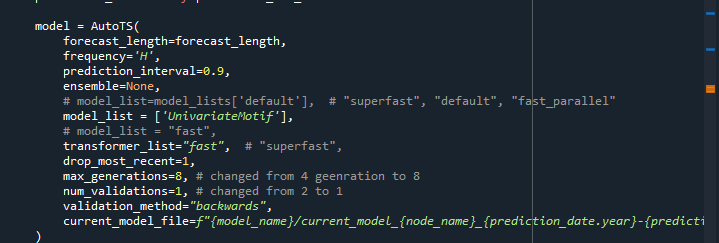 model = AutoTS(
    forecast_length=forecast_length,
    frequency='H',
    prediction_interval=0.9,
    ensemble=None,
    # model_list=model_lists['default'],  # "superfast", "default", "fast_parallel"
    model_list = ['UnivariateMotif'],
    # model_list = "fast",
    transformer_list="fast",  # "superfast",
    drop_most_recent=1,
    max_generations=8, # changed from 4 geenration to 8
    num_validations=1, # changed from 2 to 1
    validation_method="backwards",
    current_model_file=f"{model_name}/current_model_{node_name}_{prediction_date.year}-{predicti
)